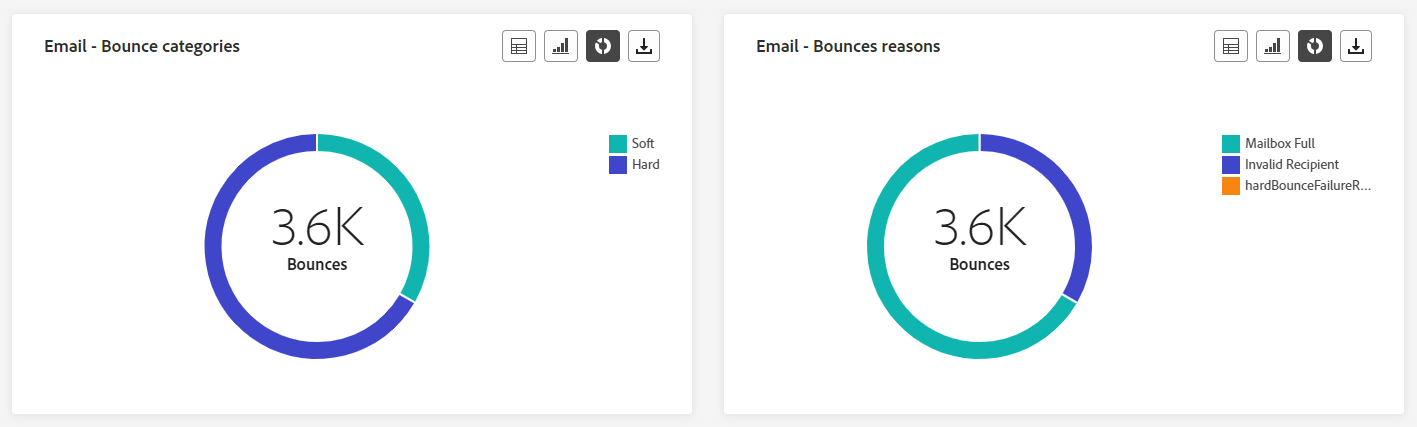 Email - Bounce categories
3.6K
Bounces
Soft
Hard
Email - Bounces reasons
3.6K
Bounces
Mailbox Full
Invalid Recipient
hardBounceFailureR...